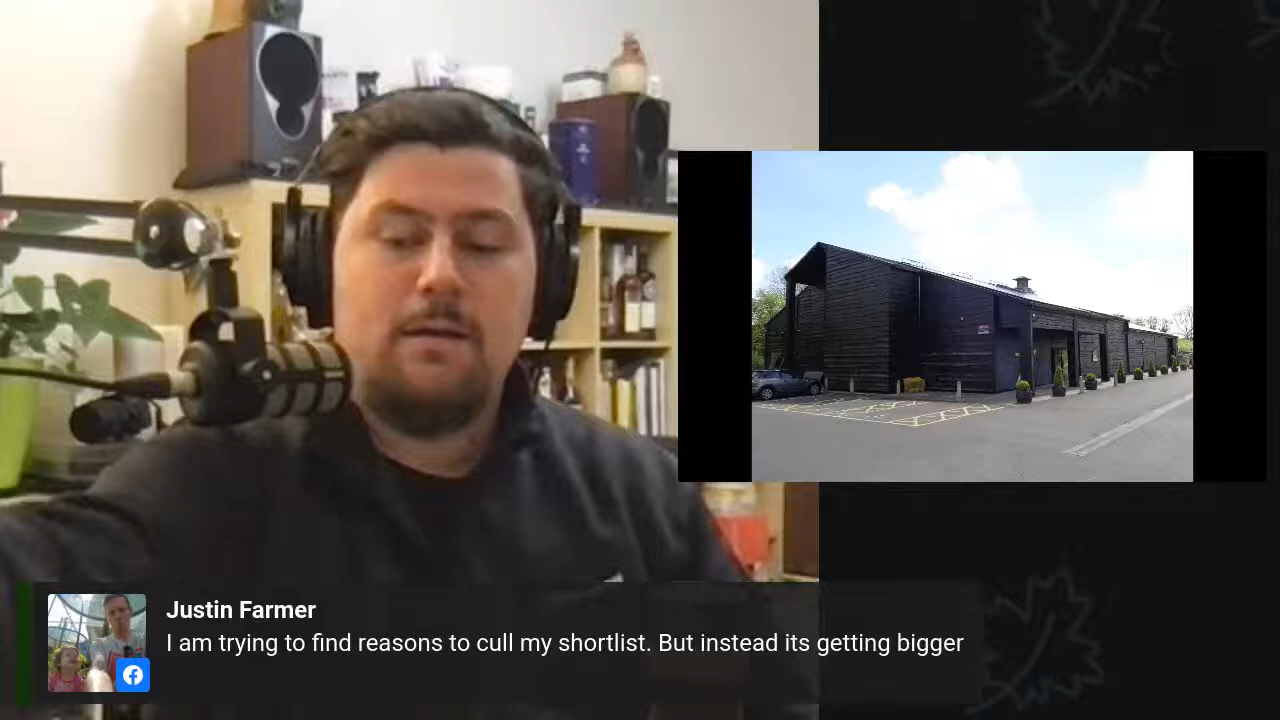 Justin Farmer
I am trying to find reasons to cull my shortlist. But instead its getting bigger